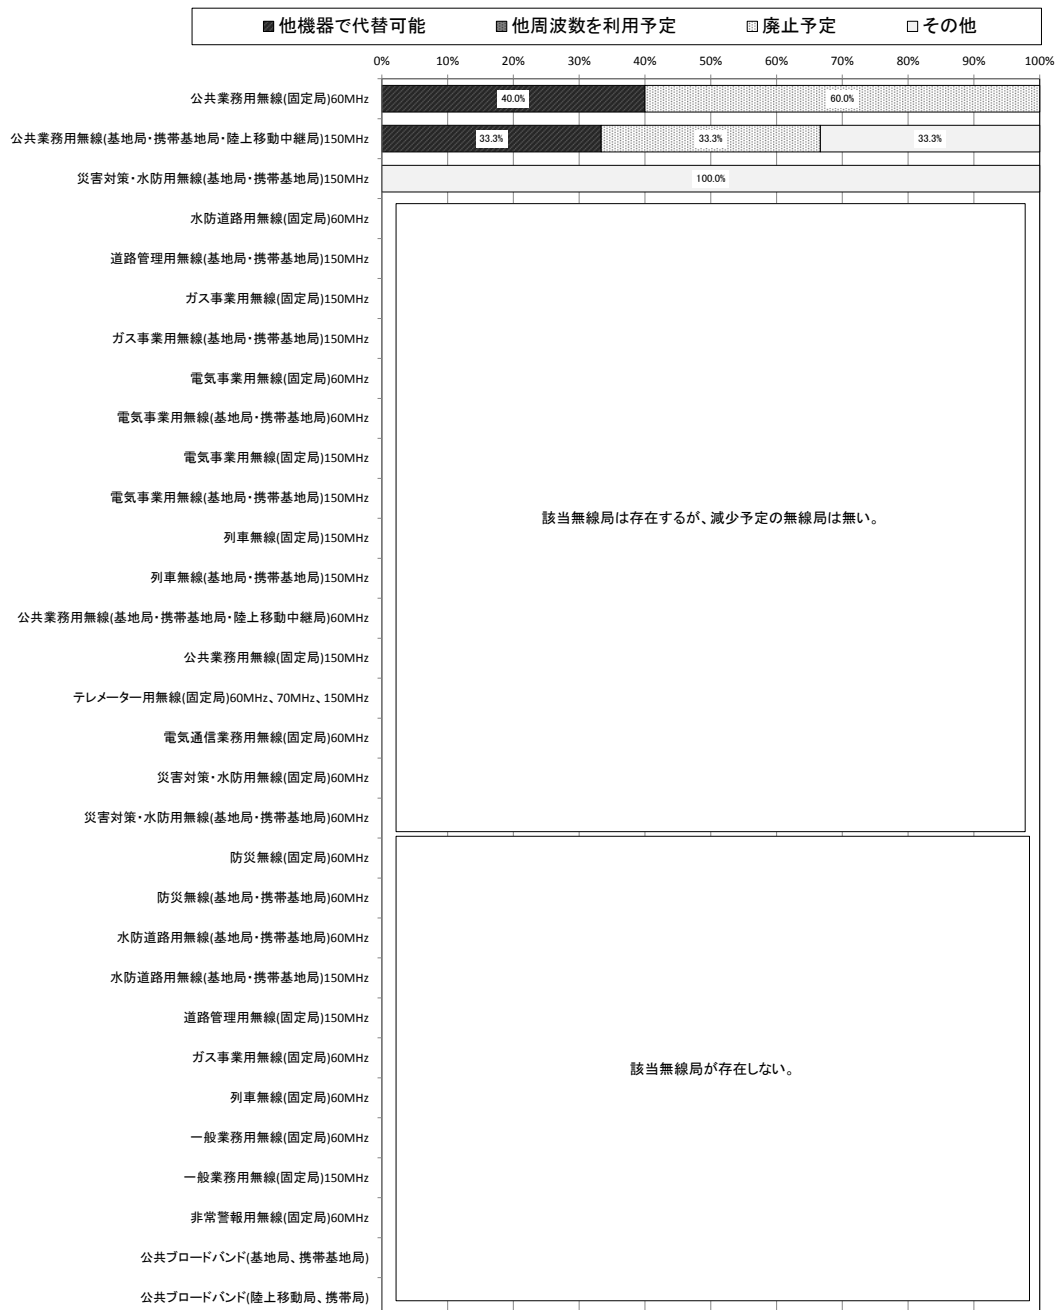 他機器で代替可能 他周波数を利用予定 廃止予定 その他
0% 10% 20% 30% 40% 50% 60% 70% 80% 90% 100%
公共業務用無線(固定局)60MHz 40.0% 60.0%
公共業務用無線(基地局・携帯基地局・陸上移動中継局)150MHz 33.3% 33.3% 33.3%
災害対策・水防用無線(基地局・携帯基地局)150MHz 100.0%
水防道路用無線(固定局)60MHz
道路管理用無線(基地局・携帯基地局)150MHz
ガス事業用無線(固定局)150MHz
ガス事業用無線(基地局・携帯基地局)150MHz
電気事業用無線(固定局)60MHz
電気事業用無線(基地局・携帯基地局)60MHz
電気事業用無線(固定局)150MHz
電気事業用無線(基地局・携帯基地局)150MHz
該当無線局は存在するが、減少予定の無線局は無い。
列車無線(固定局)150MHz
列車無線(基地局・携帯基地局)150MHz
公共業務用無線(基地局・携帯基地局・陸上移動中継局)60MHz
公共業務用無線(固定局)150MHz
テレメーター用無線(固定局)60MHz、70MHz、150MHz
電気通信業務用無線(固定局)60MHz
災害対策・水防用無線(固定局)60MHz
災害対策・水防用無線(基地局・携帯基地局)60MHz
防災無線(固定局)60MHz
防災無線(基地局・携帯基地局)60MHz
水防道路用無線(基地局・携帯基地局)60MHz
水防道路用無線(基地局・携帯基地局)150MHz
道路管理用無線(固定局)150MHz
ガス事業用無線(固定局)60MHz
該当無線局が存在しない。
列車無線(固定局)60MHz
一般業務用無線(固定局)60MHz
一般業務用無線(固定局)150MHz
非常警報用無線(固定局)60MHz
公共ブロードバンド(基地局、携帯基地局)
公共ブロードバンド(陸上移動局、携帯局)